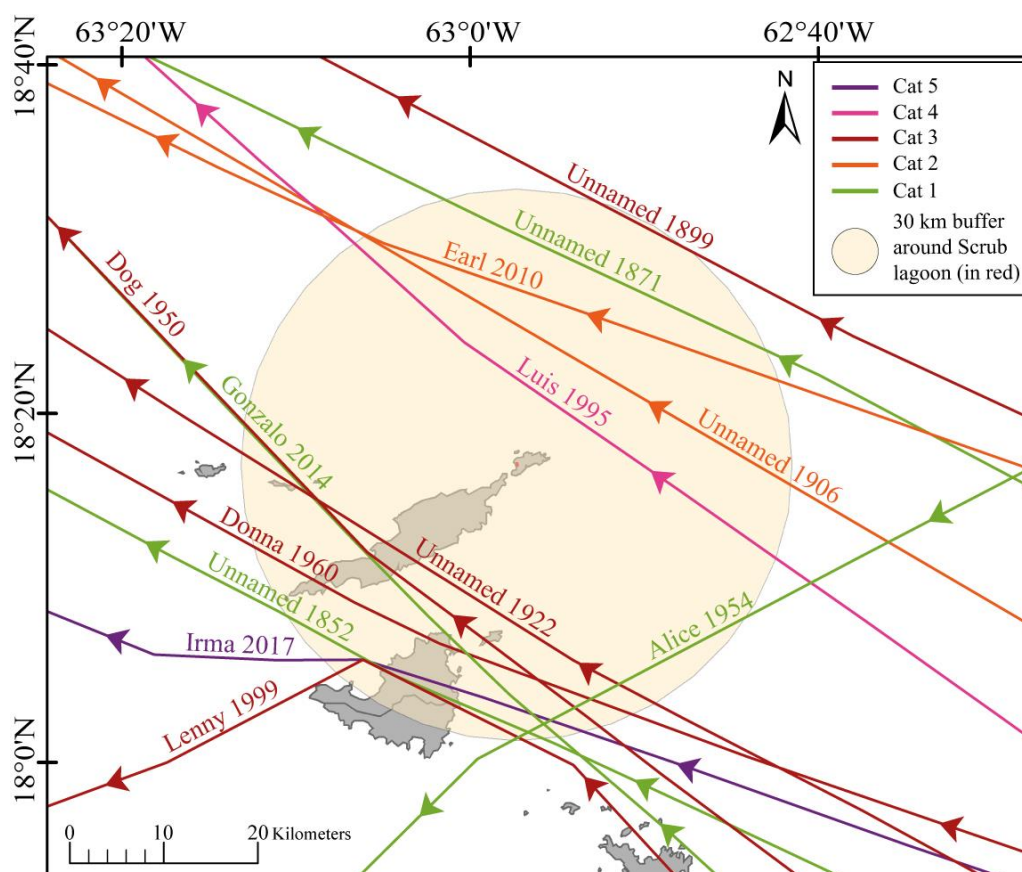 63°20'W 63°0'W 62°40'W
18°40'N
N
Cat 5
Cat 4
Cat 3
Cat 2
Cat 1
30 km buffer
around Scrub
lagoon (in red)
Unnamed 1899
Unnamed 1871
Earl 2010
Dog 1950
18°20'N
Luis 1995
Gonzalo 2014
Unnamed 1906
Donna 1960
Unnamed 1922
Unnamed 1852
Alice 1954
Irma 2017
Lenny 1999
18°0'N
0 10 20 Kilometers